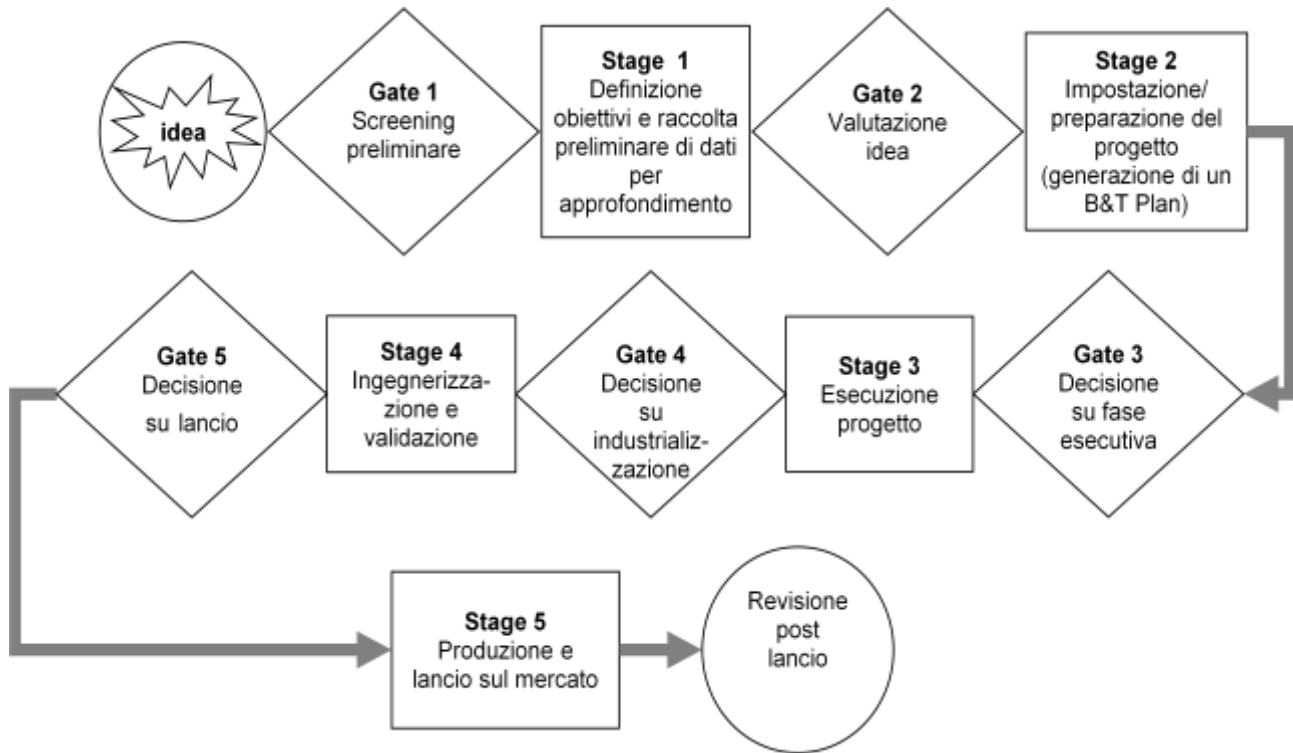 idea
Gate 1
Screening
preliminare
Stage 1
Definizione
obiettivi e raccolta
preliminare di dati
per
approfondimento
Gate 2
Valutazione
idea
Stage 2
Impostazione/
preparazione del
progetto
(generazione di un
B&T Plan)
Gate 5
Decisione
su lancio
Stage 4
Ingegnerizza-
zazione e
validazione
Gate 4
Decisione
su
industrializ-
zazione
Stage 3
Esecuzione
progetto
Gate 3
Decisione
su fase
esecutiva
Stage 5
Produzione e
lancio sul mercato
Revisione
post
lancio